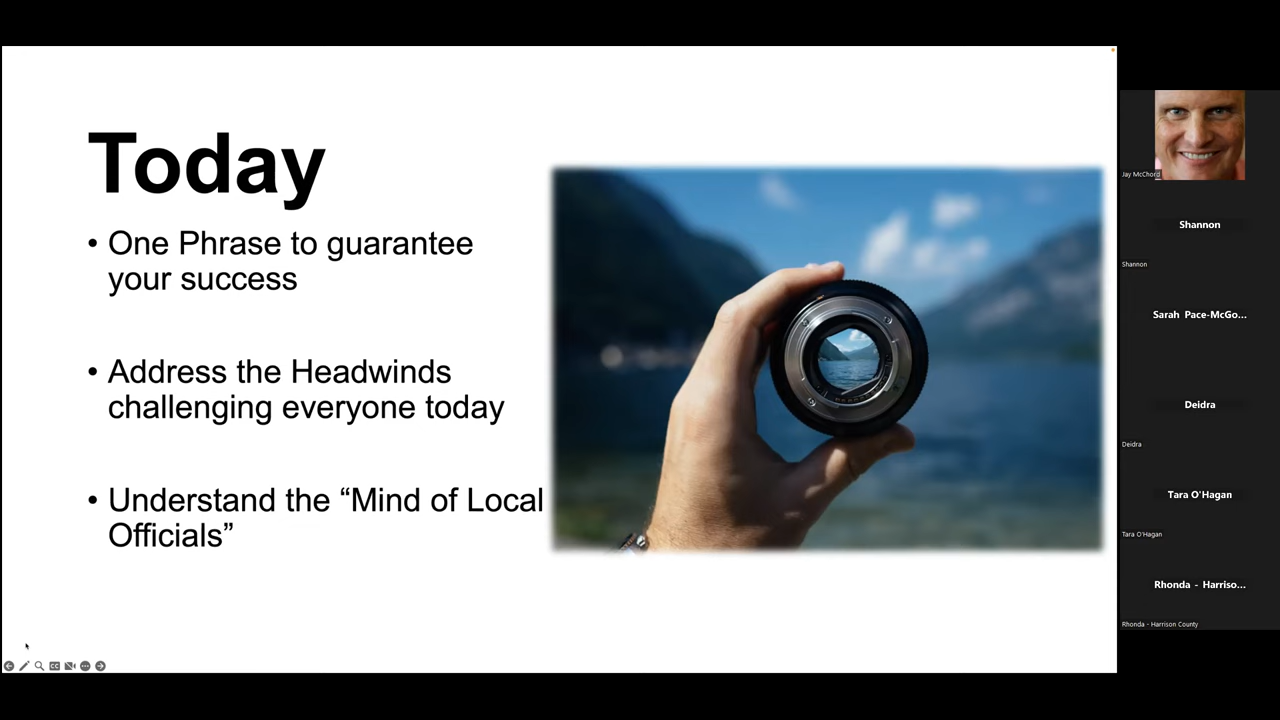 Today
• One Phrase to guarantee
your success
• Address the Headwinds
challenging everyone today
• Understand the “Mind of Local
Officials”
Jay McChord
Shannon
Shannon
Sarah Pace-McGo...
Deidra
Deidra
Tara O'Hagan
Tara O'Hagan
Rhonda - Harriso...
Rhonda - Harrison County
CC